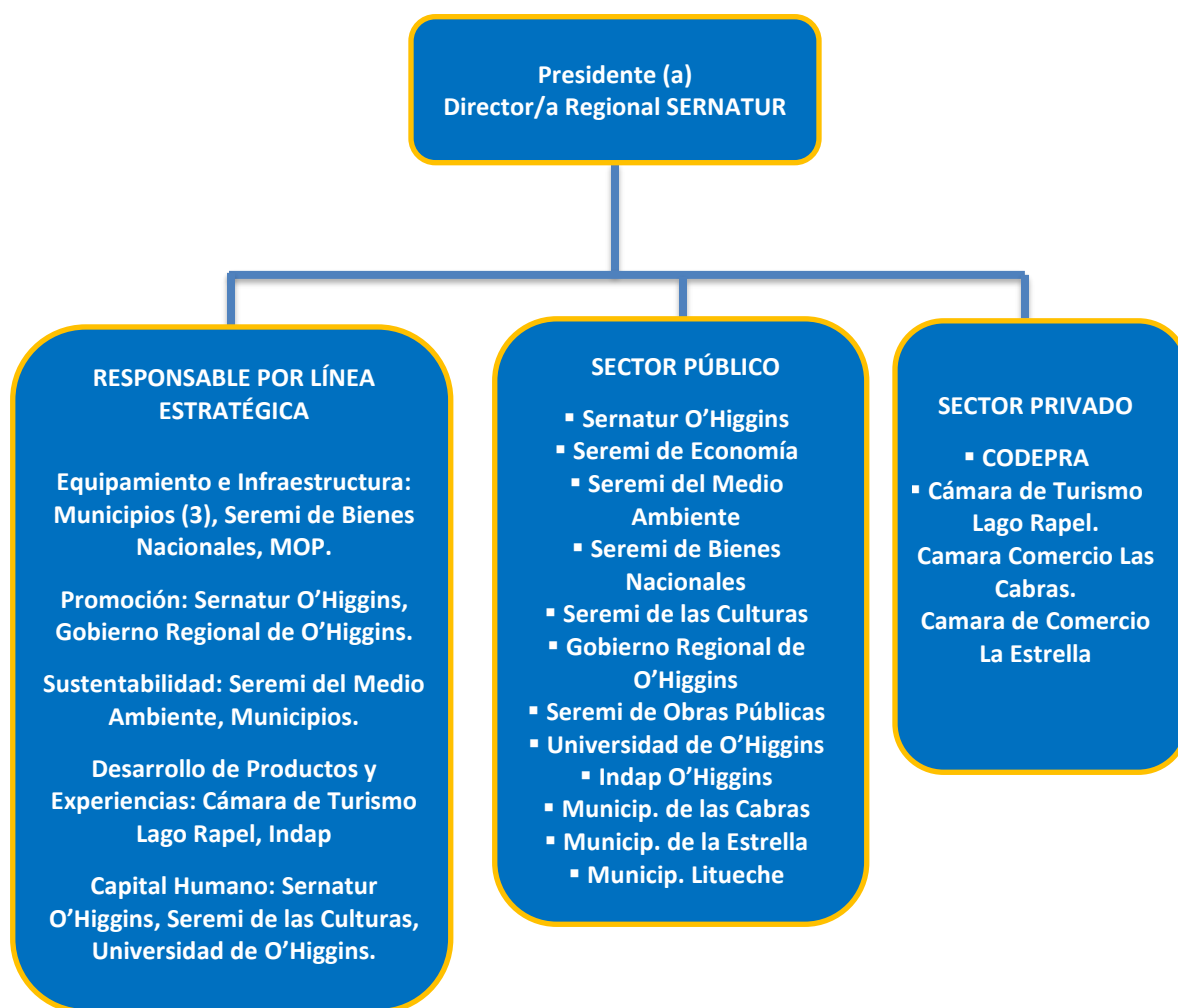 Presidente (a)
Director/a Regional SERNATUR
RESPONSABLE POR LÍNEA
ESTRATÉGICA
Equipamiento e Infraestructura:
Municipios (3), Seremi de Bienes
Nacionales, MOP.
Promoción: Sernatur O’Higgins,
Gobierno Regional de O’Higgins.
Sustentabilidad: Seremi del Medio
Ambiente, Municipios.
Desarrollo de Productos y
Experiencias: Cámara de Turismo
Lago Rapel, Indap
Capital Humano: Sernatur
O’Higgins, Seremi de las Culturas,
Universidad de O’Higgins.
SECTOR PÚBLICO
▪ Sernatur O’Higgins
▪ Seremi de Economía
▪ Seremi del Medio
Ambiente
▪ Seremi de Bienes
Nacionales
▪ Seremi de las Culturas
▪ Gobierno Regional de
O’Higgins
▪ Seremi de Obras Públicas
▪ Universidad de O’Higgins
▪ Indap O’Higgins
▪ Municip. de las Cabras
▪ Municip. de la Estrella
▪ Municip. Litueche
SECTOR PRIVADO
▪ CODEPRA
▪ Cámara de Turismo
Lago Rapel.
Camara Comercio Las
Cabras.
Camara de Comercio
La Estrella